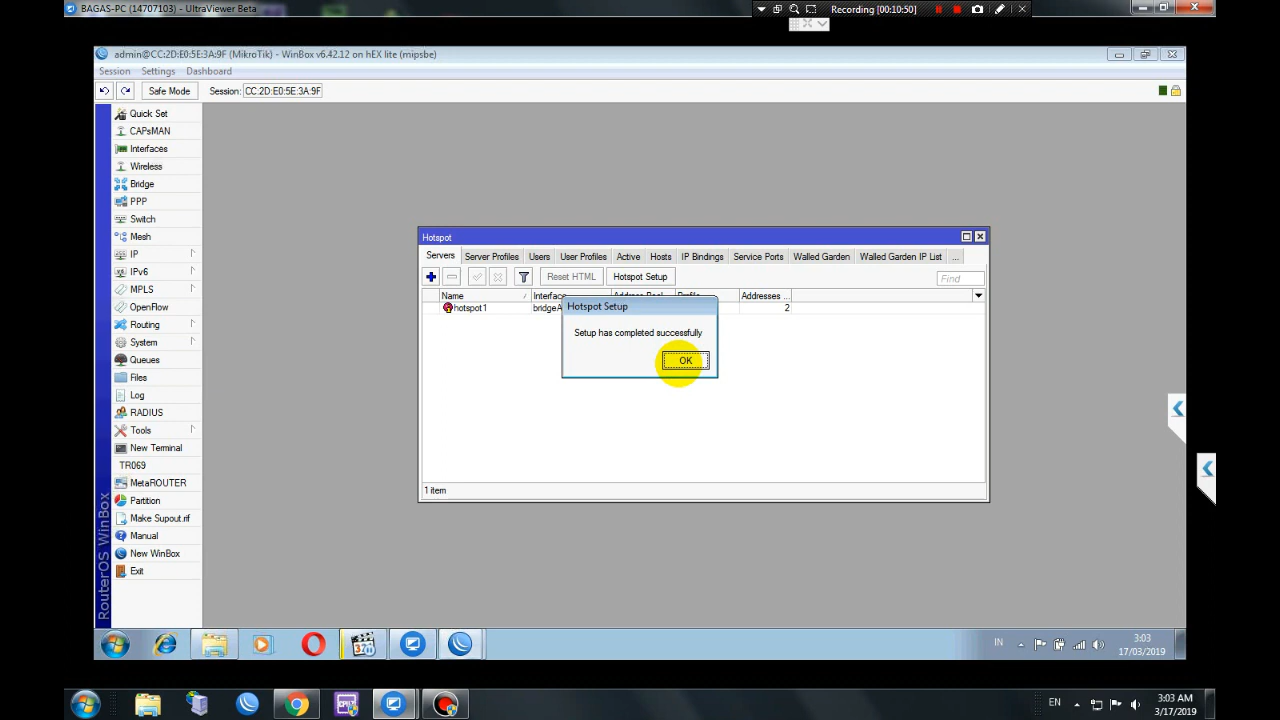 BAGAS-PC (14707103) - UltraViewer Beta
Recording [00:10:50]
admin@CC:2D:E0:5E:3A:9F (MikroTik) - WinBox v6.42.12 on hEX lite (mipsbe)
Session Settings Dashboard
Safe Mode Session: CC:2D:E0:5E:3A:9F
Quick Set
CAPsMAN
Interfaces
Wireless
Bridge
PPP
Switch
Mesh
IP
IPv6
MPLS
OpenFlow
Routing
System
Queues
Files
Log
RADIUS
Tools
New Terminal
TR069
MetaROUTER
Partition
Make Supout.rif
Manual
New WinBox
Exit
RouterOS WinBox
Hotspot
Servers Server Profiles Users User Profiles Active Hosts IP Bindings Service Ports Walled Garden Walled Garden IP List ...
Reset HTML Hotspot Setup Find
Name Interface Addresses ...
hotspot1 2
Hotspot Setup
Setup has completed successfully
OK
1 item
IN 3:03
17/03/2019
EN 3:03 AM
3/17/2019